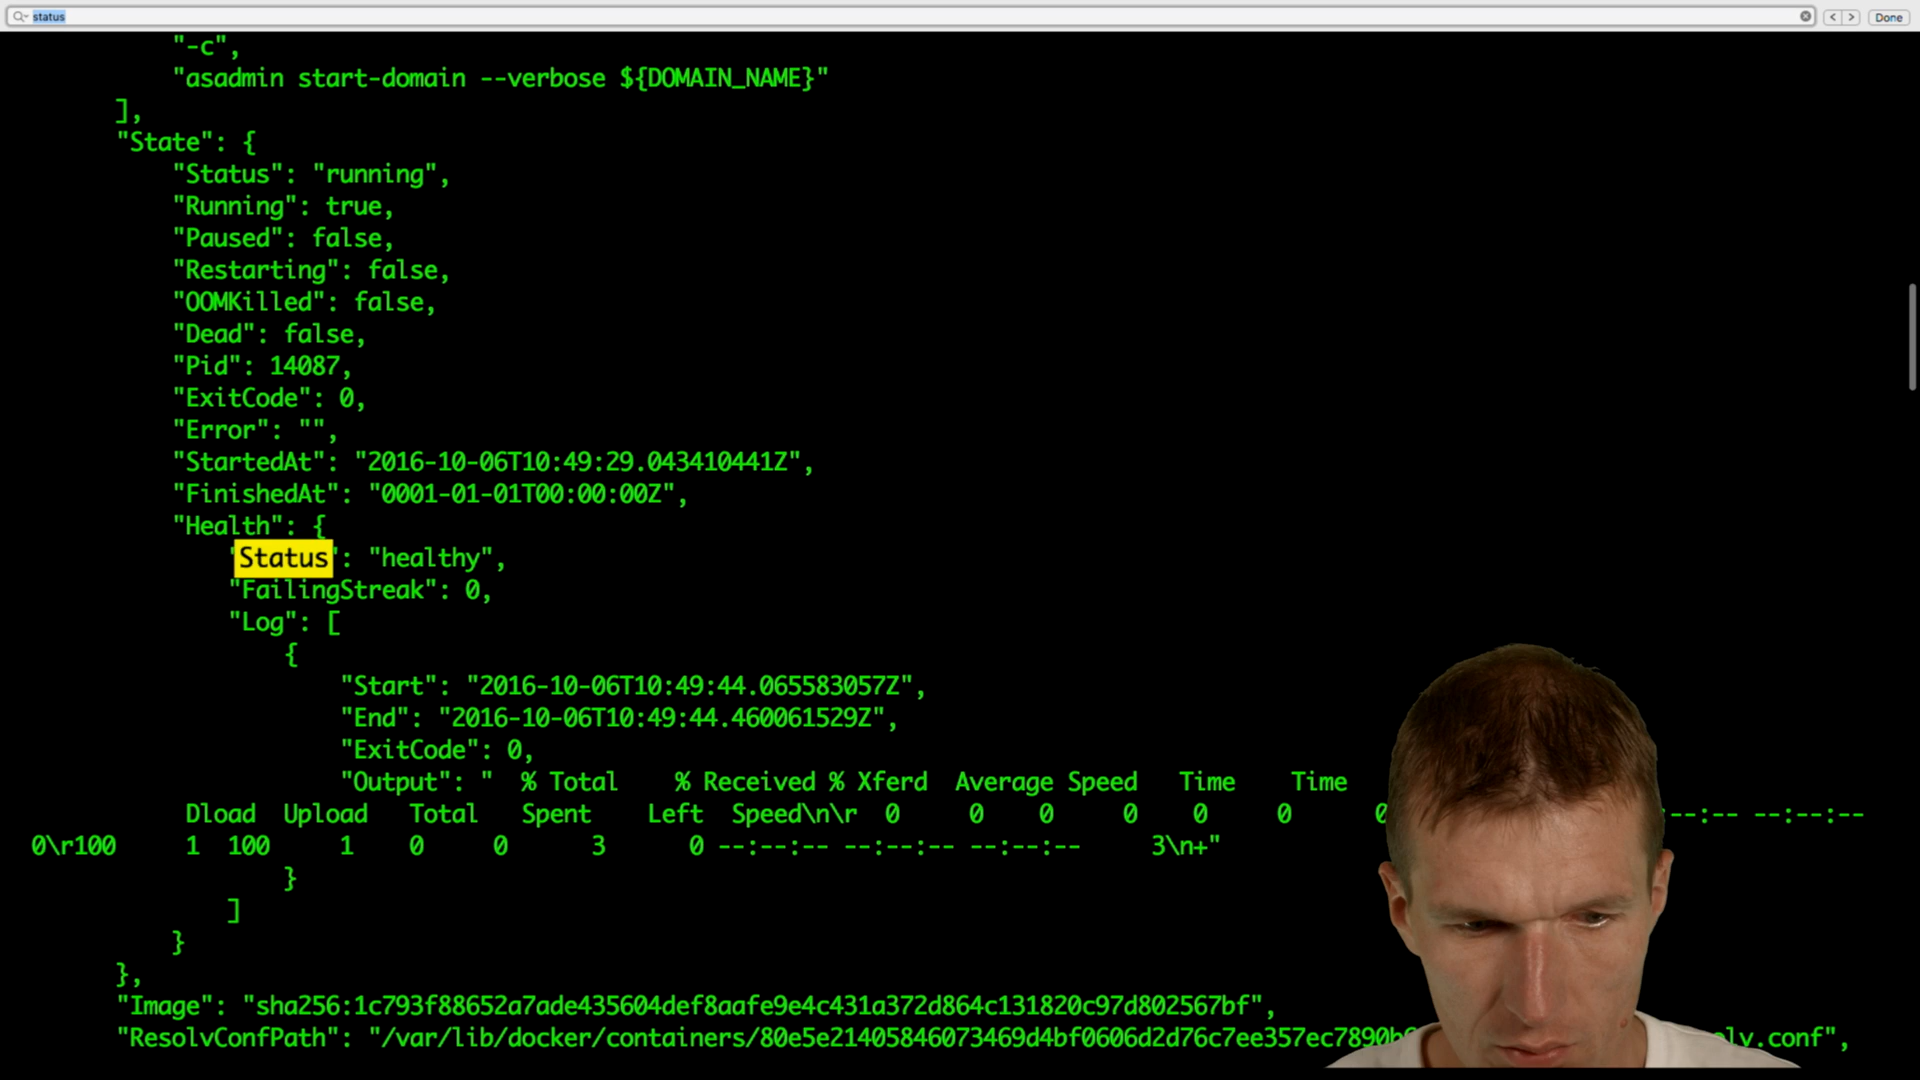 status
Done
"-c",
"asadmin start-domain --verbose ${DOMAIN_NAME}"
],
"State": {
"Status": "running",
"Running": true,
"Paused": false,
"Restarting": false,
"OOMKilled": false,
"Dead": false,
"Pid": 14087,
"ExitCode": 0,
"Error": "",
"StartedAt": "2016-10-06T10:49:29.043410441Z",
"FinishedAt": "0001-01-01T00:00:00Z",
"Health": {
"Status": "healthy",
"FailingStreak": 0,
"Log": [
{
"Start": "2016-10-06T10:49:44.065583057Z",
"End": "2016-10-06T10:49:44.460061529Z",
"ExitCode": 0,
"Output": " % Total % Received % Xferd Average Speed Time Time
Dload Upload Total Spent Left Speed\n\r 0 0 0 0 0 0 0 --:-- --:--:--
0\r100 1 100 1 0 0 3 0 --:--:-- --:--:-- --:--:-- 3\n+"
}
]
}
},
"Image": "sha256:1c793f88652a7ade435604def8aafe9e4c431a372d864c131820c97d802567bf",
"ResolvConfPath": "/var/lib/docker/containers/80e5e21405846073469d4bf0606d2d76c7ee357ec7890b lv.conf",